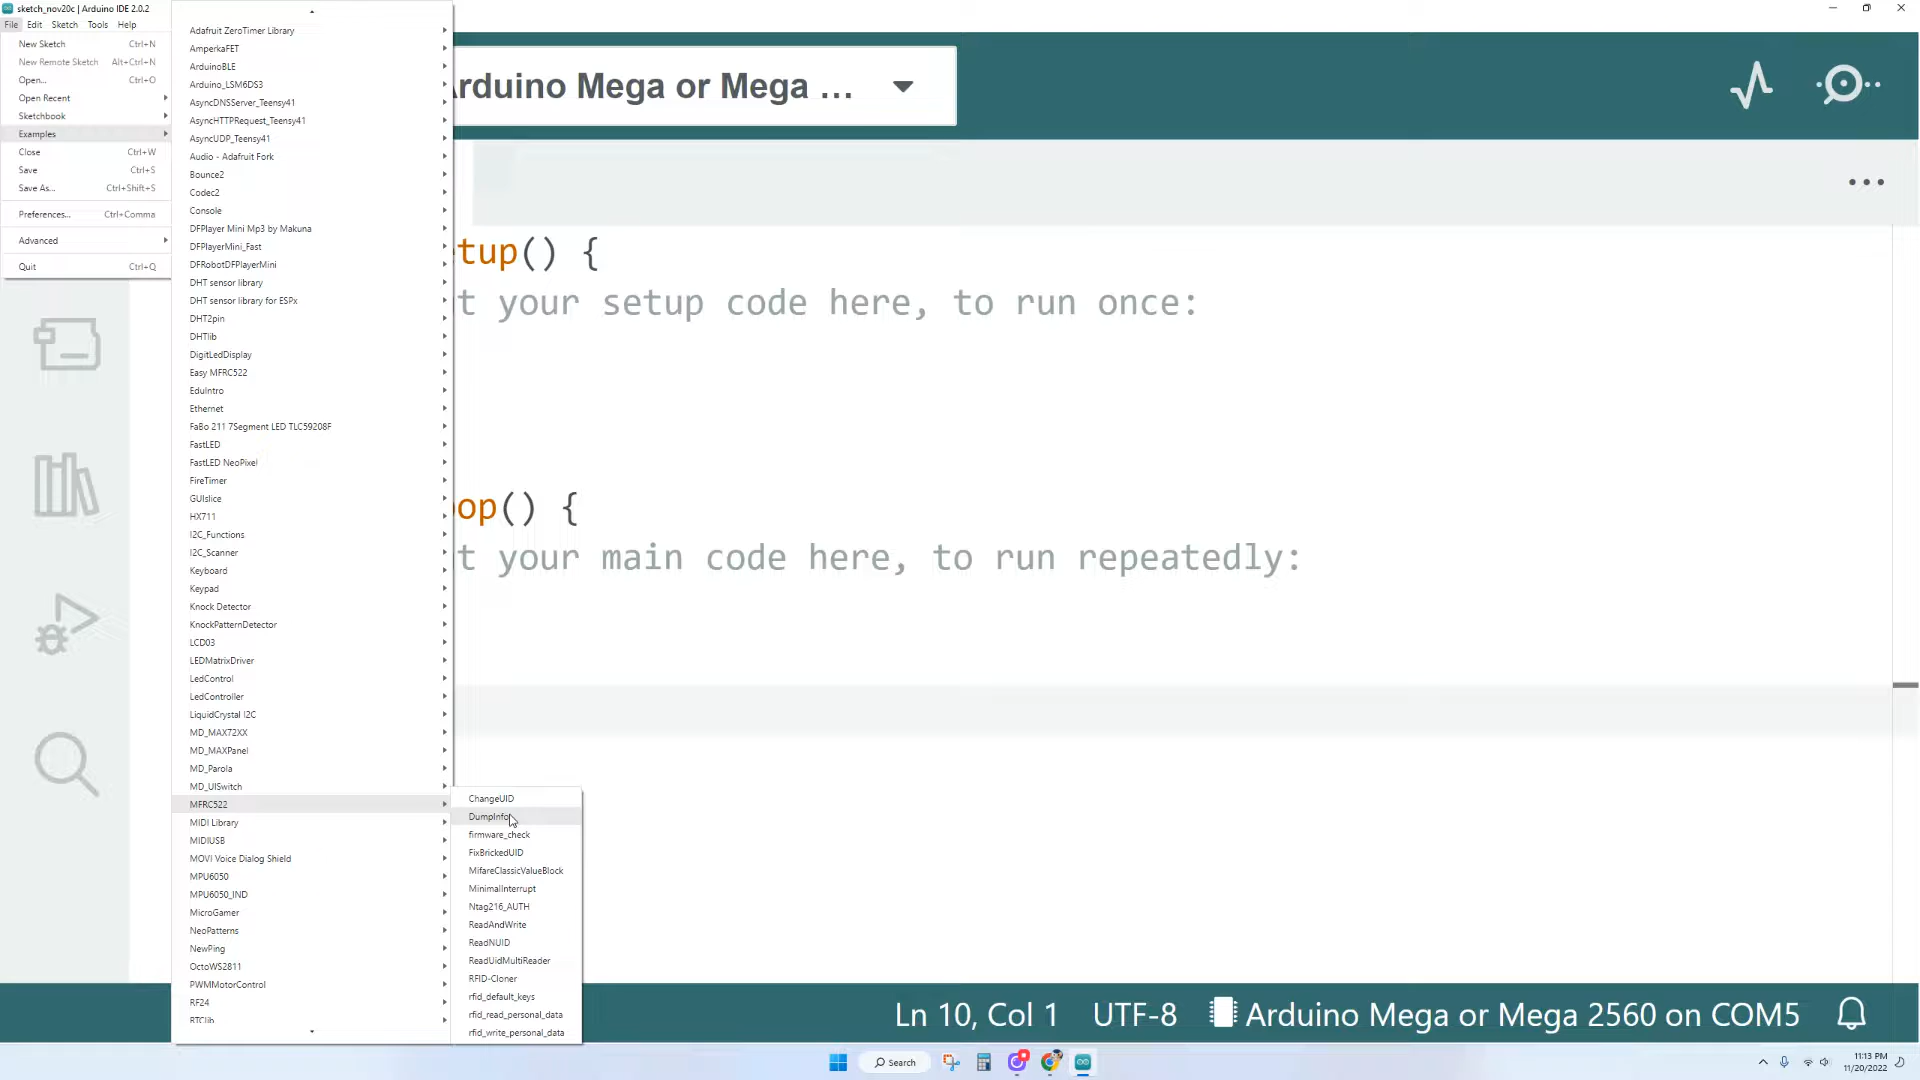 sketch_nov20c | Arduino IDE 2.0.2
File Edit Sketch Tools Help
New Sketch Ctrl+N
New Remote Sketch Alt+Ctrl+N
Open... Ctrl+O
Open Recent
Sketchbook
Examples
Close Ctrl+W
Save Ctrl+S
Save As... Ctrl+Shift+S
Preferences... Ctrl+Comma
Advanced
Quit Ctrl+Q
Adafruit ZeroTimer Library
AmperkaFET
ArduinoBLE
Arduino_LSM6DS3
AsyncDNSServer_Teensy41
AsyncHTTPRequest_Teensy41
AsyncUDP_Teensy41
Audio - Adafruit Fork
Bounce2
Codec2
Console
DFPlayer Mini Mp3 by Makuna
DFPlayerMini_Fast
DFRobotDFPlayerMini
DHT sensor library
DHT sensor library for ESPx
DHT2pin
DHTlib
DigitLedDisplay
Easy MFRC522
EduIntro
Ethernet
FaBo 211 7Segment LED TLC59208F
FastLED
FastLED NeoPixel
FireTimer
GUIslice
HX711
I2C_Functions
I2C_Scanner
Keyboard
Keypad
Knock Detector
KnockPatternDetector
LCD03
LEDMatrixDriver
LedControl
LedController
LiquidCrystal I2C
MD_MAX72XX
MD_MAXPanel
MD_Parola
MD_UISwitch
MFRC522
MIDI Library
MIDIUSB
MOVI Voice Dialog Shield
MPU6050
MPU6050_IND
MicroGamer
NeoPatterns
NewPing
OctoWS2811
PWMMotorControl
RF24
RTClib
ChangeUID
DumpInfo
firmware_check
FixBrickedUID
MifareClassicValueBlock
MinimalInterrupt
Ntag216_AUTH
ReadAndWrite
ReadNUID
ReadUidMultiReader
RFID-Cloner
rfid_default_keys
rfid_read_personal_data
rfid_write_personal_data
rduino Mega or Mega ...
tup() {
t your setup code here, to run once:
op() {
t your main code here, to run repeatedly:
Ln 10, Col 1 UTF-8 Arduino Mega or Mega 2560 on COM5
Search
11:13 PM
11/20/2022